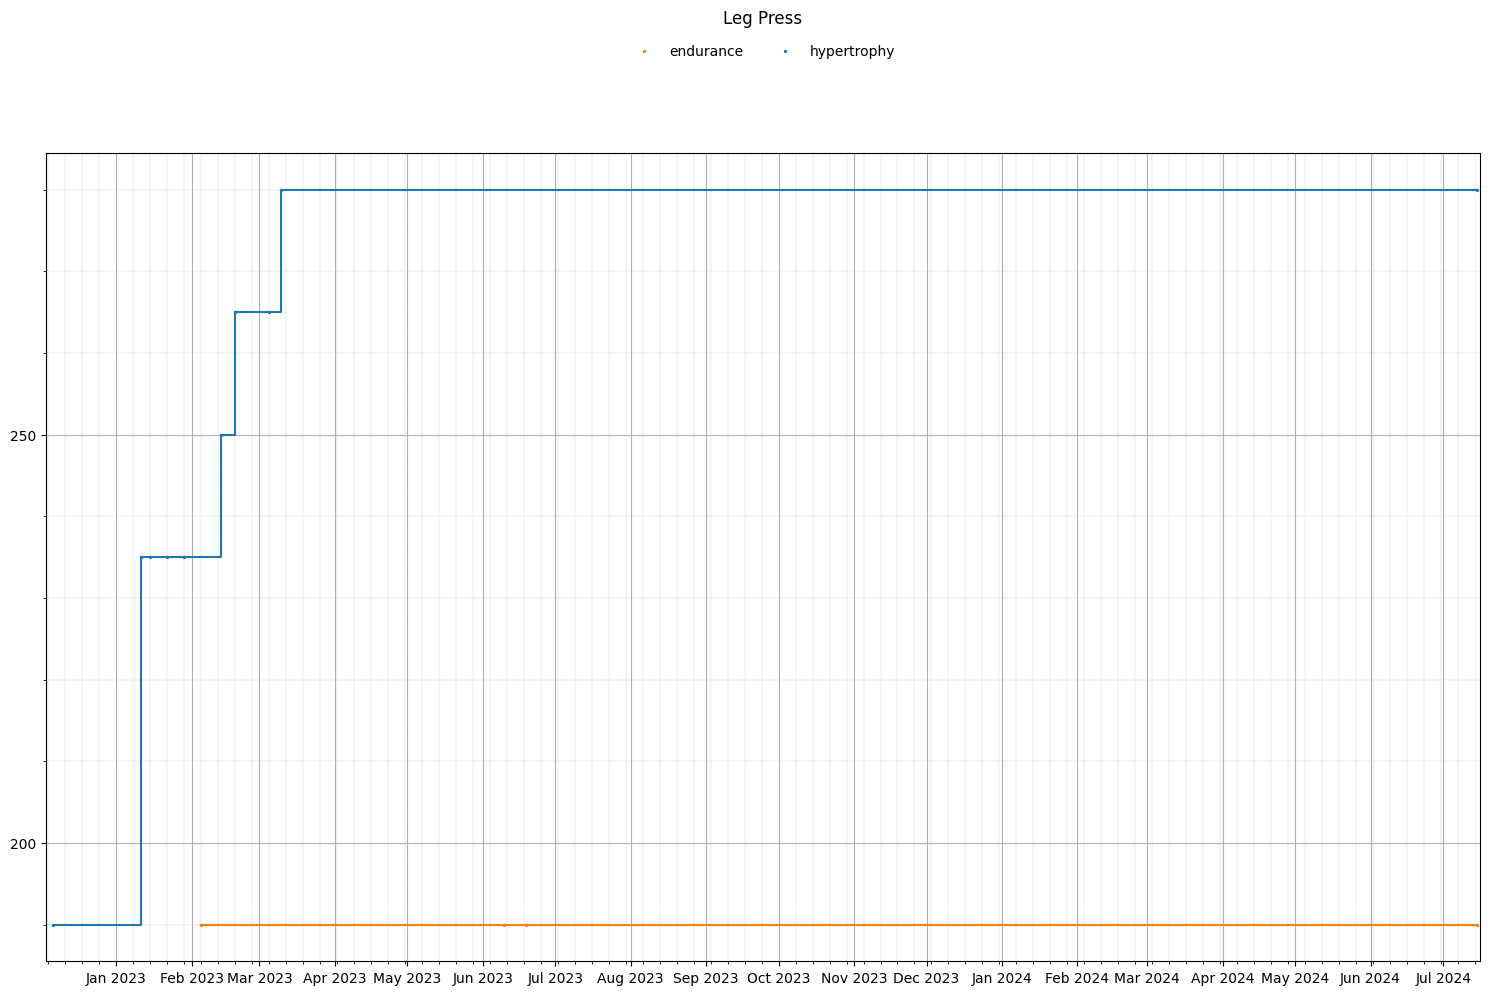 Leg Press
endurance hypertrophy
250
200
Jan 2023 Feb 2023 Mar 2023 Apr 2023 May 2023 Jun 2023 Jul 2023 Aug 2023 Sep 2023 Oct 2023 Nov 2023 Dec 2023 Jan 2024 Feb 2024 Mar 2024 Apr 2024 May 2024 Jun 2024 Jul 2024